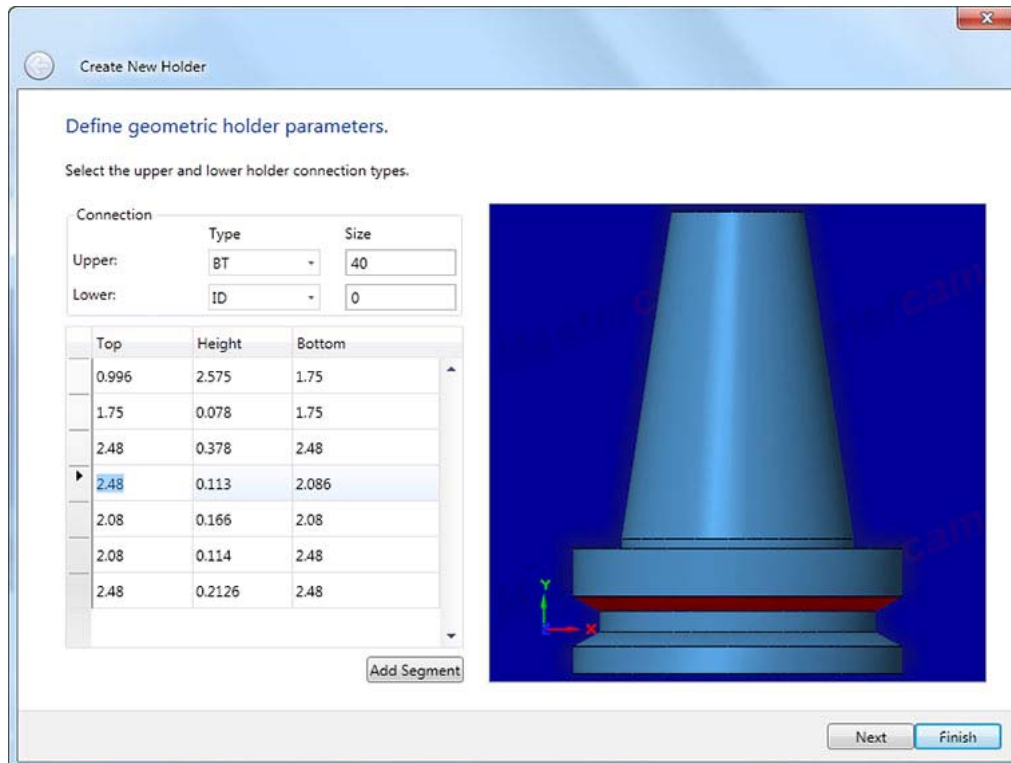 Create New Holder
Define geometric holder parameters.
Select the upper and lower holder connection types.
Connection
Type Size
Upper: BT 40
Lower: ID 0
Top Height Bottom
0.996 2.575 1.75
1.75 0.078 1.75
2.48 0.378 2.48
2.48 0.113 2.086
2.08 0.166 2.08
2.08 0.114 2.48
2.48 0.2126 2.48
Add Segment
Y
Z X
Next Finish